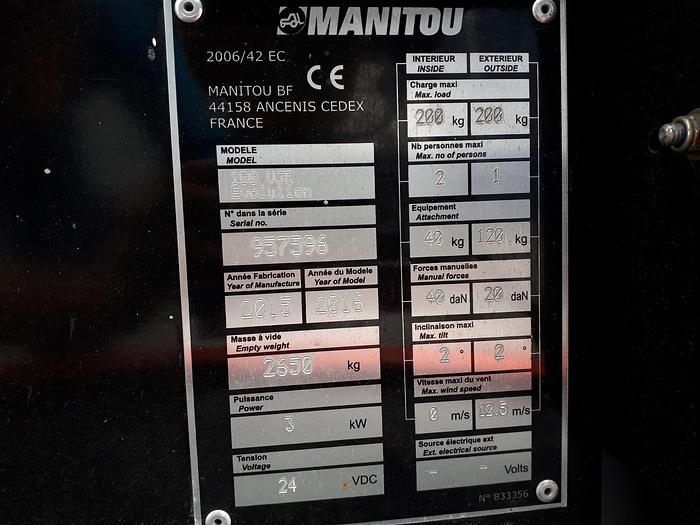 MANITOU
2006/42 EC
CE
MANITOU BF
44158 ANCENIS CEDEX
FRANCE
MODELE
MODEL
100 VJR
Evolution
N° dans la série
Serial no.
957596
Année Fabrication
Year of Manufacture
2015
Année du Modele
Year of Model
2016
Masse à vide
Empty weight
2650 kg
Puissance
Power
3 kW
Tension
Voltage
24 VDC
INTERIEUR
INSIDE
EXTERIEUR
OUTSIDE
Charge maxi
Max. load
200 kg 200 kg
Nb personnes maxi
Max. no of persons
2 1
Equipement
Attachment
40 kg 120 kg
Forces manuelles
Manual forces
40 daN 20 daN
Inclinaison maxi
Max. tilt
2 ° 2 °
Vitesse maxi du vent
Max. wind speed
0 m/s 12.5 m/s
Source électrique ext
Ext. electrical source
- - Volts
N° 833356